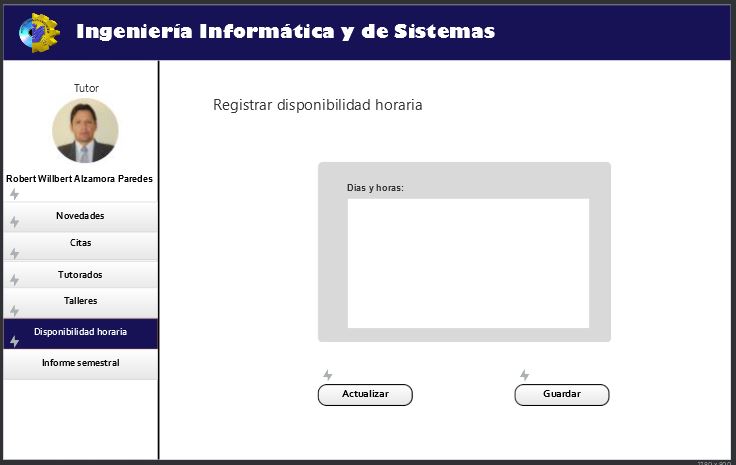 Ingeniería Informática y de Sistemas
Tutor
Robert Willbert Alzamora Paredes
Novedades
Citas
Tutorados
Talleres
Disponibilidad horaria
Informe semestral
Registrar disponibilidad horaria
Días y horas:
Actualizar
Guardar